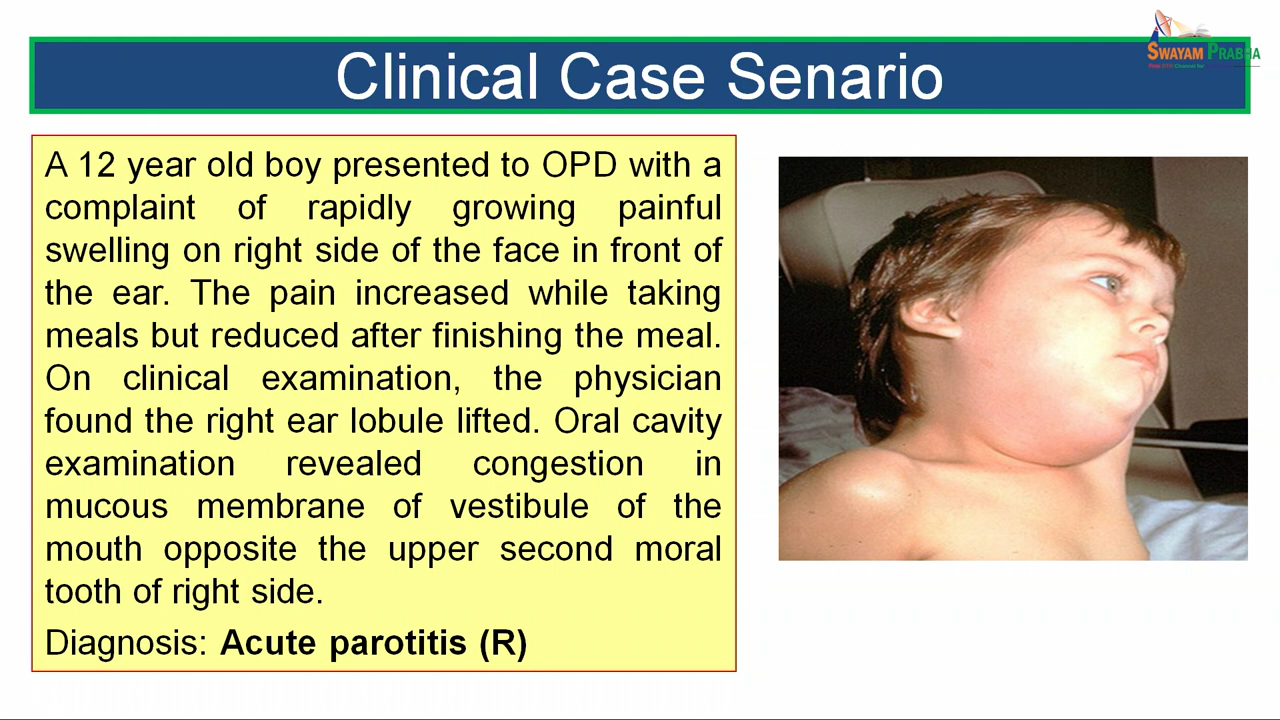 Clinical Case Senario
SWAYAM PRABHA
A 12 year old boy presented to OPD with a
complaint of rapidly growing painful
swelling on right side of the face in front of
the ear. The pain increased while taking
meals but reduced after finishing the meal.
On clinical examination, the physician
found the right ear lobule lifted. Oral cavity
examination revealed congestion in
mucous membrane of vestibule of the
mouth opposite the upper second moral
tooth of right side.
Diagnosis: Acute parotitis (R)